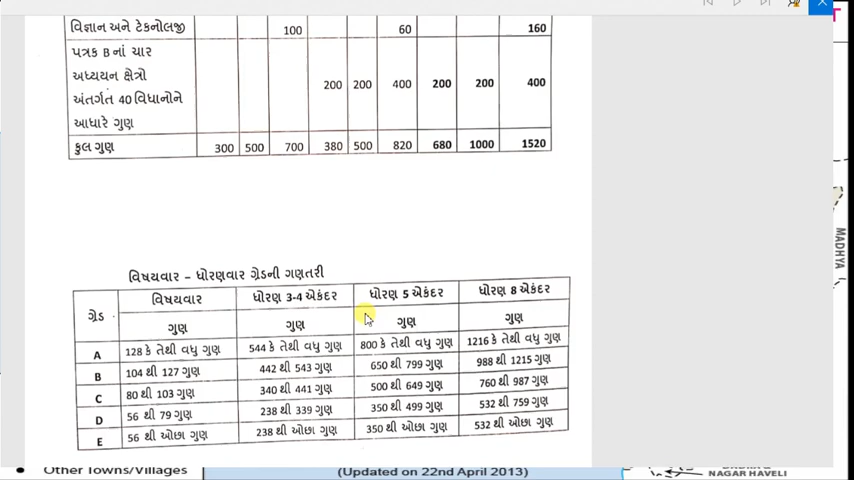 વિજ્ઞાન અને ટેકનોલજી 100 60 160
પત્રક B નાં ચાર
અધ્યયન ક્ષેત્રો
અંતર્ગત 40 વિધાનોને
આધારે ગુણ
200 200 400 200 200 400
કુલ ગુણ 300 500 700 380 500 820 680 1000 1520
વિષયવાર – ધોરણવાર ગ્રેડની ગણતરી
ગ્રેડ વિષયવાર ધોરણ 3-4 એકંદર ધોરણ 5 એકંદર ધોરણ 8 એકંદર
ગુણ ગુણ ગુણ ગુણ
A 128 કે તેથી વધુ ગુણ 544 કે તેથી વધુ ગુણ 800 કે તેથી વધુ ગુણ 1216 કે તેથી વધુ ગુણ
B 104 થી 127 ગુણ 442 થી 543 ગુણ 650 થી 799 ગુણ 988 થી 1215 ગુણ
C 80 થી 103 ગુણ 340 થી 441 ગુણ 500 થી 649 ગુણ 760 થી 987 ગુણ
D 56 થી 79 ગુણ 238 થી 339 ગુણ 350 થી 499 ગુણ 532 થી 759 ગુણ
E 56 થી ઓછા ગુણ 238 થી ઓછા ગુણ 350 થી ઓછા ગુણ 532 થી ઓછા ગુણ
MADHYA
Other Towns/Villages
(Updated on 22nd April 2013)
NAGAR HAVELI